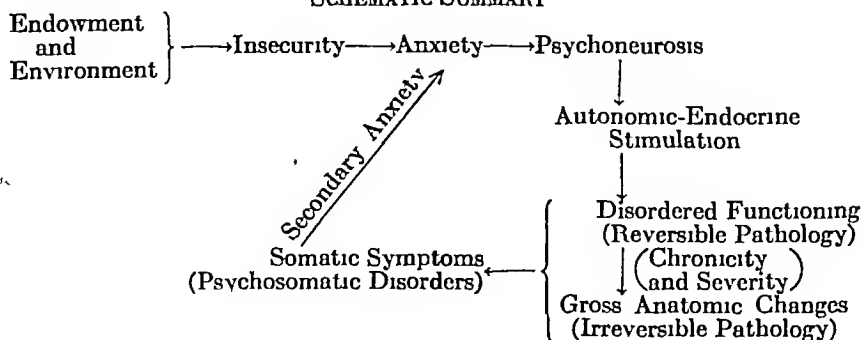 SCHEMATIC SUMMARY
Endowment
and
Environment
Insecurity
Anxiety
Psychoneurosis
Autonomic-Endocrine
Stimulation
Secondary Anxiety
Disordered Functioning
(Reversible Pathology)
(Chronicity
and Severity)
Somatic Symptoms
(Psychosomatic Disorders)
Gross Anatomic Changes
(Irreversible Pathology)